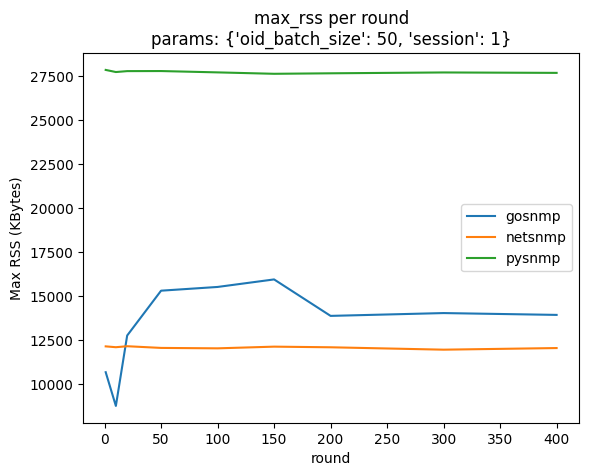 max_rss per round
params: {'oid_batch_size': 50, 'session': 1}
27500
25000
22500
20000
17500
15000
12500
10000
Max RSS (KBytes)
gosnmp
netsnmp
pysnmp
0 50 100 150 200 250 300 350 400
round